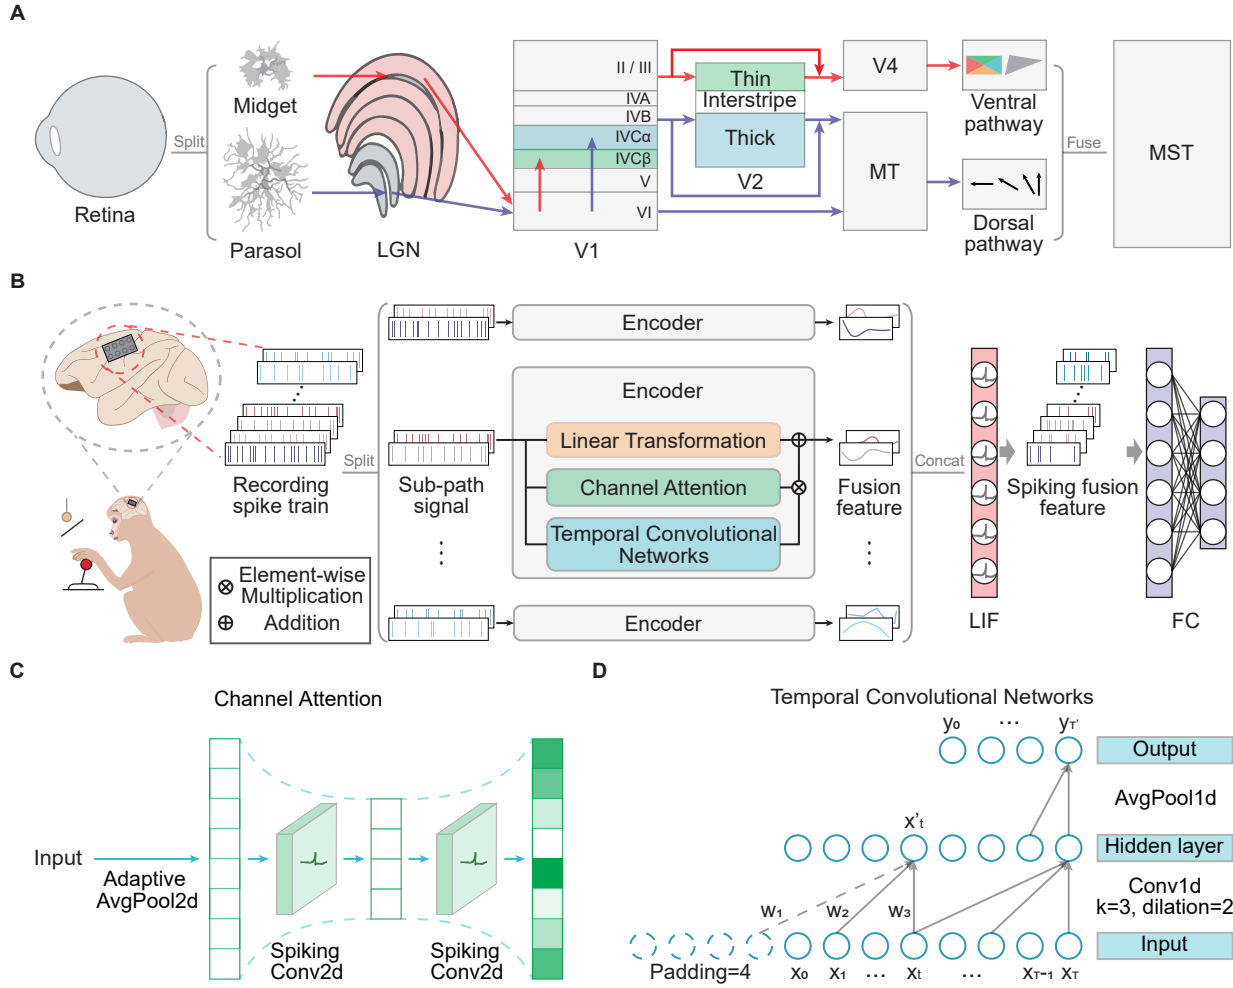 A
Retina
Split
Midget
Parasol
LGN
II / III
IVA
IVB
IVCα
IVCβ
V
VI
V1
Thin
Interstripe
Thick
V2
V4
MT
Ventral
pathway
Dorsal
pathway
Fuse
MST
B
Recording
spike train
Split
Sub-path
signal
Encoder
Encoder
Linear Transformation
Channel Attention
Temporal Convolutional
Networks
Encoder
Fusion
feature
Concat
LIF
Spiking fusion
feature
FC
Element-wise
Multiplication
Addition
C
Channel Attention
Input
Adaptive
AvgPool2d
Spiking
Conv2d
Spiking
Conv2d
D
Temporal Convolutional Networks
y₀ ... y_T'
Output
AvgPool1d
x'ₜ
Hidden layer
Conv1d
k=3, dilation=2
W₁ W₂ W₃
Input
Padding=4
x₀ x₁ ... xₜ ... x_T-1 x_T